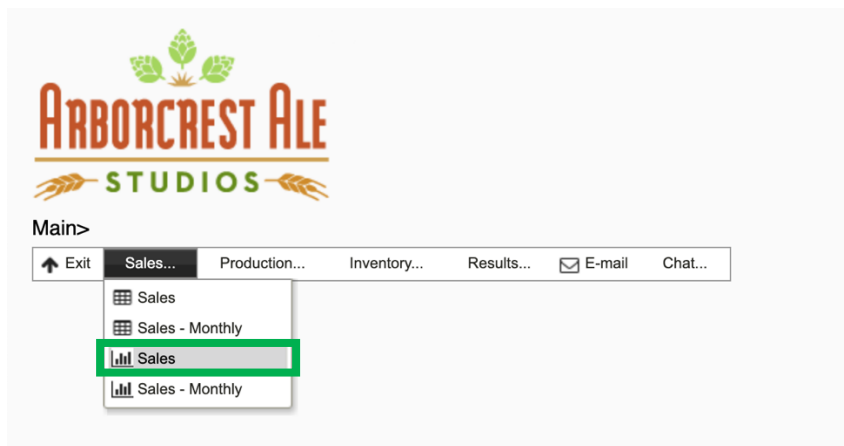 ARBORCREST ALE
STUDIOS
Main>
Exit Sales... Production... Inventory... Results... E-mail Chat...
Sales
Sales - Monthly
Sales
Sales - Monthly